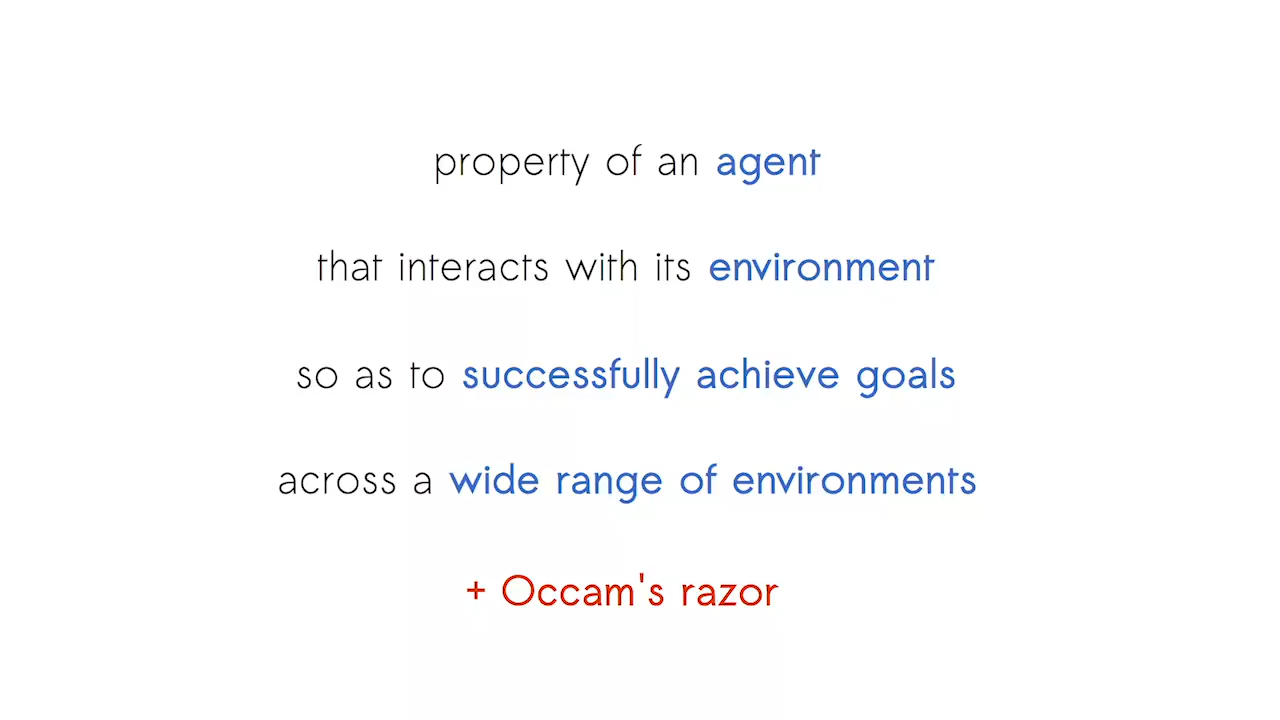 property of an agent
that interacts with its environment
so as to successfully achieve goals
across a wide range of environments
+ Occam's razor